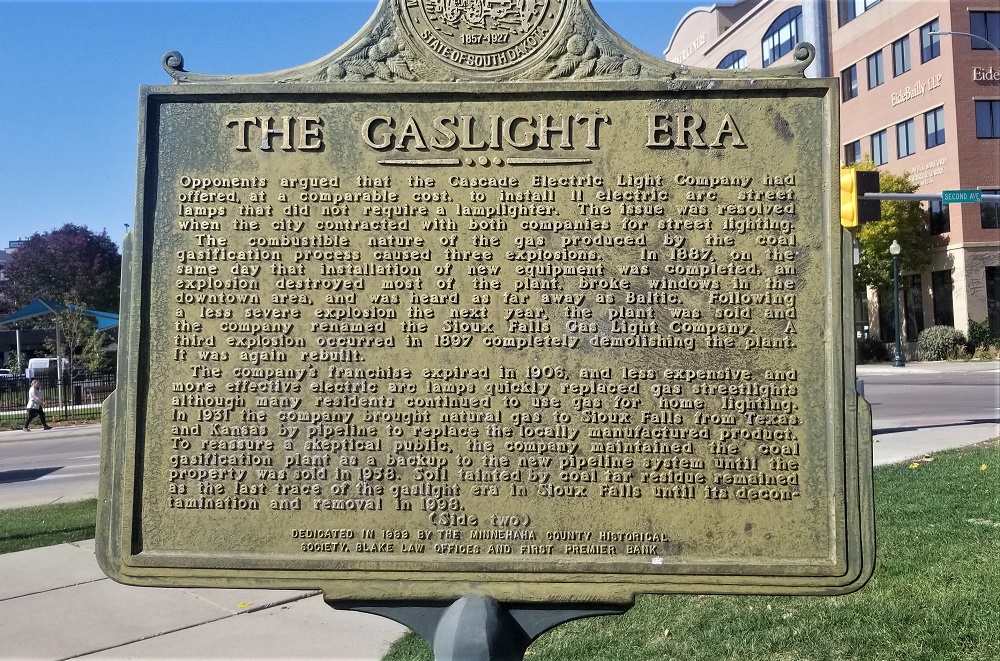 1857-1927
STATE OF SOUTH DAKOTA
THE GASLIGHT ERA
Opponents argued that the Cascade Electric Light Company had
offered, at a comparable cost, to install 11 electric arc street
lamps that did not require a lamplighter. The issue was resolved
when the city contracted with both companies for street lighting.
The combustible nature of the gas produced by the coal
gasification process caused three explosions. In 1887, on the
same day that installation of new equipment was completed, an
explosion destroyed most of the plant, broke windows in the
downtown area, and was heard as far away as Baltic. Following
a less severe explosion the next year, the plant was sold and
the company renamed the Sioux Falls Gas Light Company. A
third explosion occurred in 1897 completely demolishing the plant.
It was again rebuilt.
The company's franchise expired in 1906, and less expensive and
more effective electric arc lamps quickly replaced gas streetlights
although many residents continued to use gas for home lighting.
In 1931 the company brought natural gas to Sioux Falls from Texas
and Kansas by pipeline to replace the locally manufactured product.
To reassure a skeptical public, the company maintained the coal
gasification plant as a backup to the new pipeline system until the
property was sold in 1958. Soil tainted by coal tar residue remained
as the last trace of the gaslight era in Sioux Falls until its decon-
tamination and removal in 1996.
(Side two)
DEDICATED IN 1999 BY THE MINNEHAHA COUNTY HISTORICAL
SOCIETY, BLAKE LAW OFFICES AND FIRST PREMIER BANK
EideBailly LLP
Eide
SECOND AVE